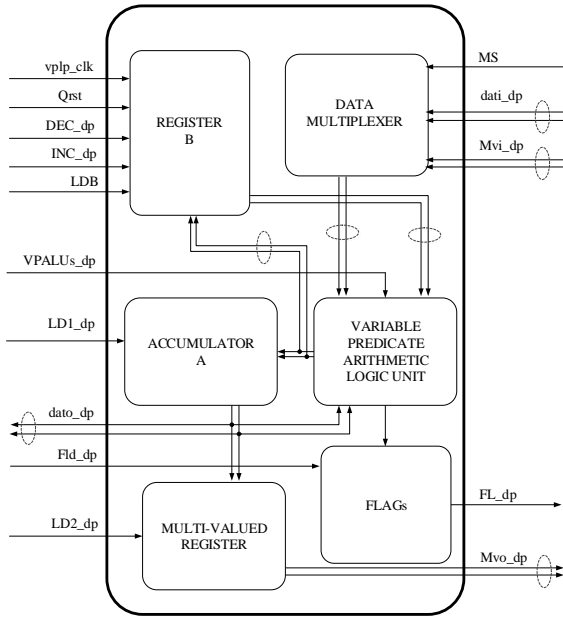 vplp_clk
Qrst
DEC_dp
INC_dp
LDB
REGISTER
B
DATA
MULTIPLEXER
MS
dati_dp
Mvi_dp
VPALUs_dp
LD1_dp
ACCUMULATOR
A
VARIABLE
PREDICATE
ARITHMETIC
LOGIC UNIT
dato_dp
Fld_dp
LD2_dp
MULTI-VALUED
REGISTER
FLAGs
FL_dp
Mvo_dp